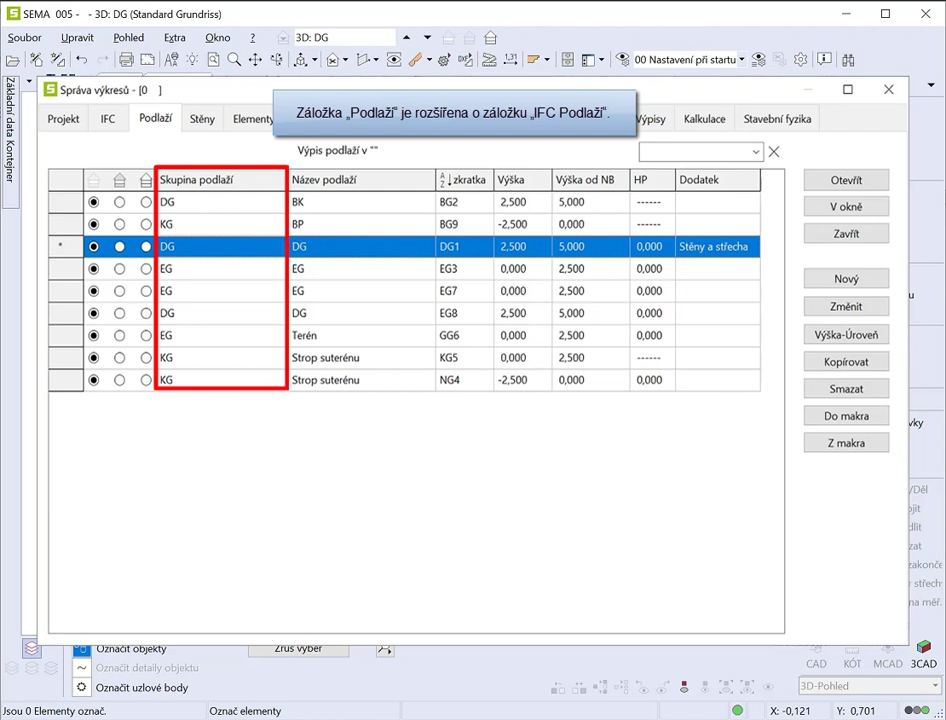 SEMA 005 - - 3D: DG (Standard Grundriss)
Soubor Upravit Pohled Extra Okno ? 3D: DG
00 Nastavení při startu
Základní data Kontejner
Správa výkresů - [0 ]
Záložka „Podlaží“ je rozšířena o záložku „IFC Podlaží“.
Projekt IFC Podlaží Stěny Elementy Výpisy Kalkulace Stavební fyzika
Výpis podlaží v ""
Skupina podlaží Název podlaží zkratka Výška Výška od NB HP Dodatek
DG BK BG2 2,500 5,000 ------
KG BP BG9 -2,500 0,000 ------
* DG DG DG1 2,500 5,000 0,000 Stěny a střecha
EG EG EG3 0,000 2,500 0,000
EG EG EG7 0,000 2,500 0,000
DG DG EG8 2,500 5,000 0,000
EG Terén GG6 0,000 2,500 0,000
KG Strop suterénu KG5 0,000 2,500 ------
KG Strop suterénu NG4 -2,500 0,000 0,000
Otevřít
V okně
Zavřít
Nový
Změnit
Výška-Úroveň
Kopírovat
Smazat
Do makra
Z makra
Označit objekty Zruš výběr
Označit detaily objektu
Označit uzlové body
CAD KÓT MCAD 3CAD
3D-Pohled
Jsou 0 Elementy označ. Označ elementy X: -0,121 Y: 0,701